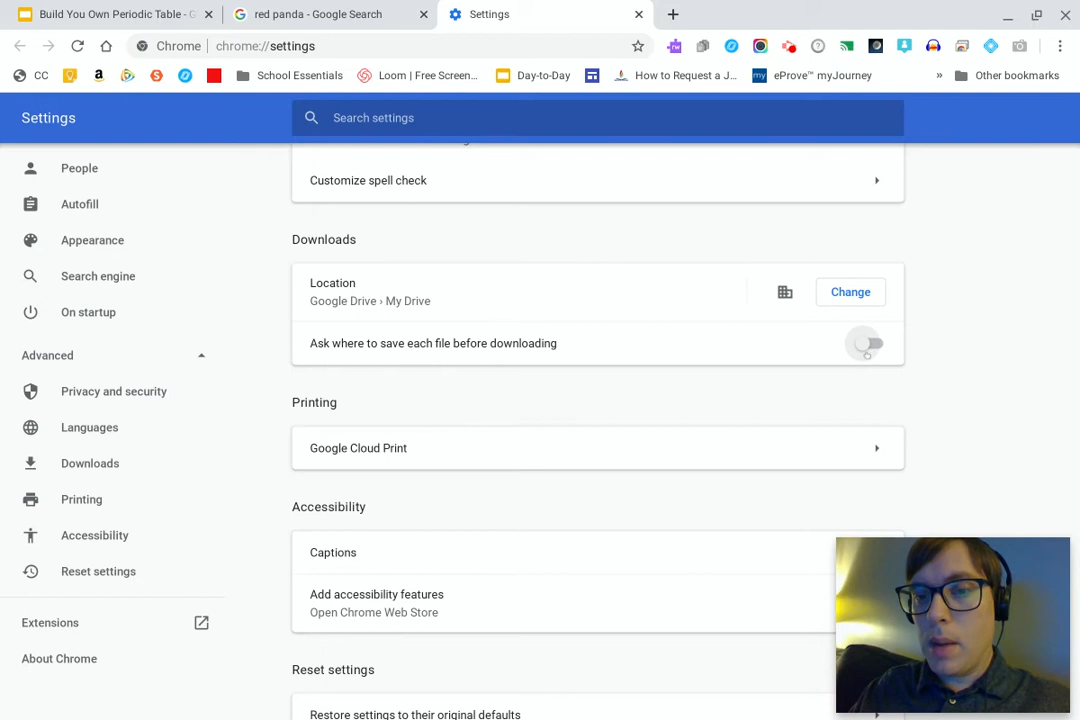 Build You Own Periodic Table - G
red panda - Google Search
Settings
Chrome
chrome://settings
CC
School Essentials
Loom | Free Screen...
Day-to-Day
How to Request a J...
my
eProve™ myJourney
»
Other bookmarks
Settings
Search settings
People
Customize spell check
Autofill
Downloads
Appearance
Location
Search engine
Google Drive › My Drive
Change
On startup
Ask where to save each file before downloading
Advanced
Privacy and security
Printing
Languages
Google Cloud Print
Downloads
Printing
Accessibility
Accessibility
Captions
Reset settings
Add accessibility features
Open Chrome Web Store
Extensions
About Chrome
Reset settings
Restore settings to their original defaults